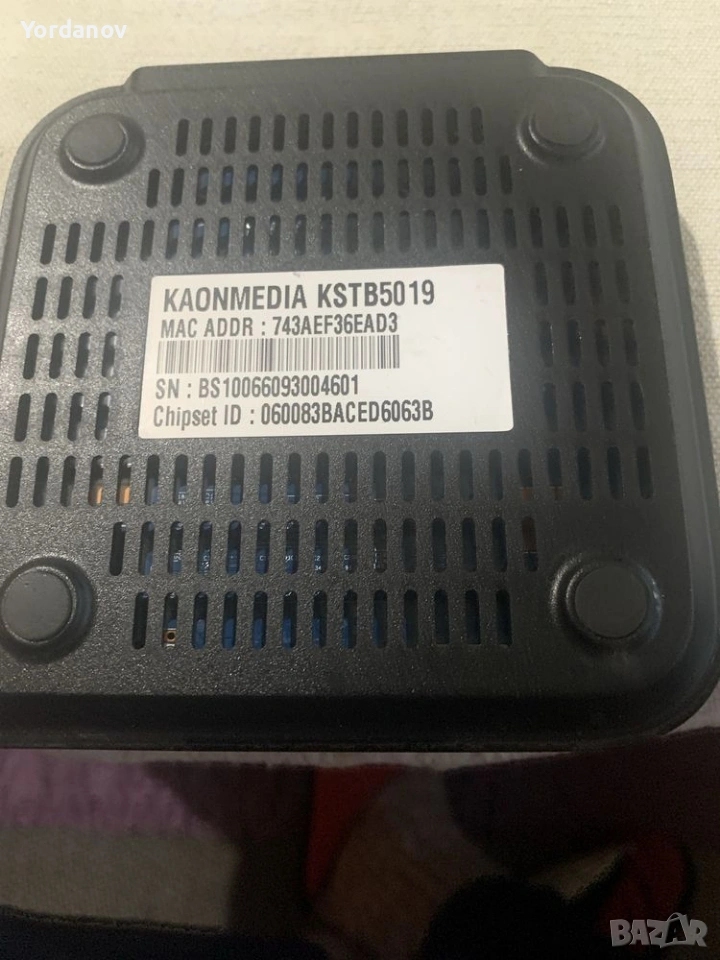 Yordanov
KAONMEDIA KSTB5019
MAC ADDR : 743AEF36EAD3
SN : BS10066093004601
Chipset ID : 060083BACED6063B
BAZAR